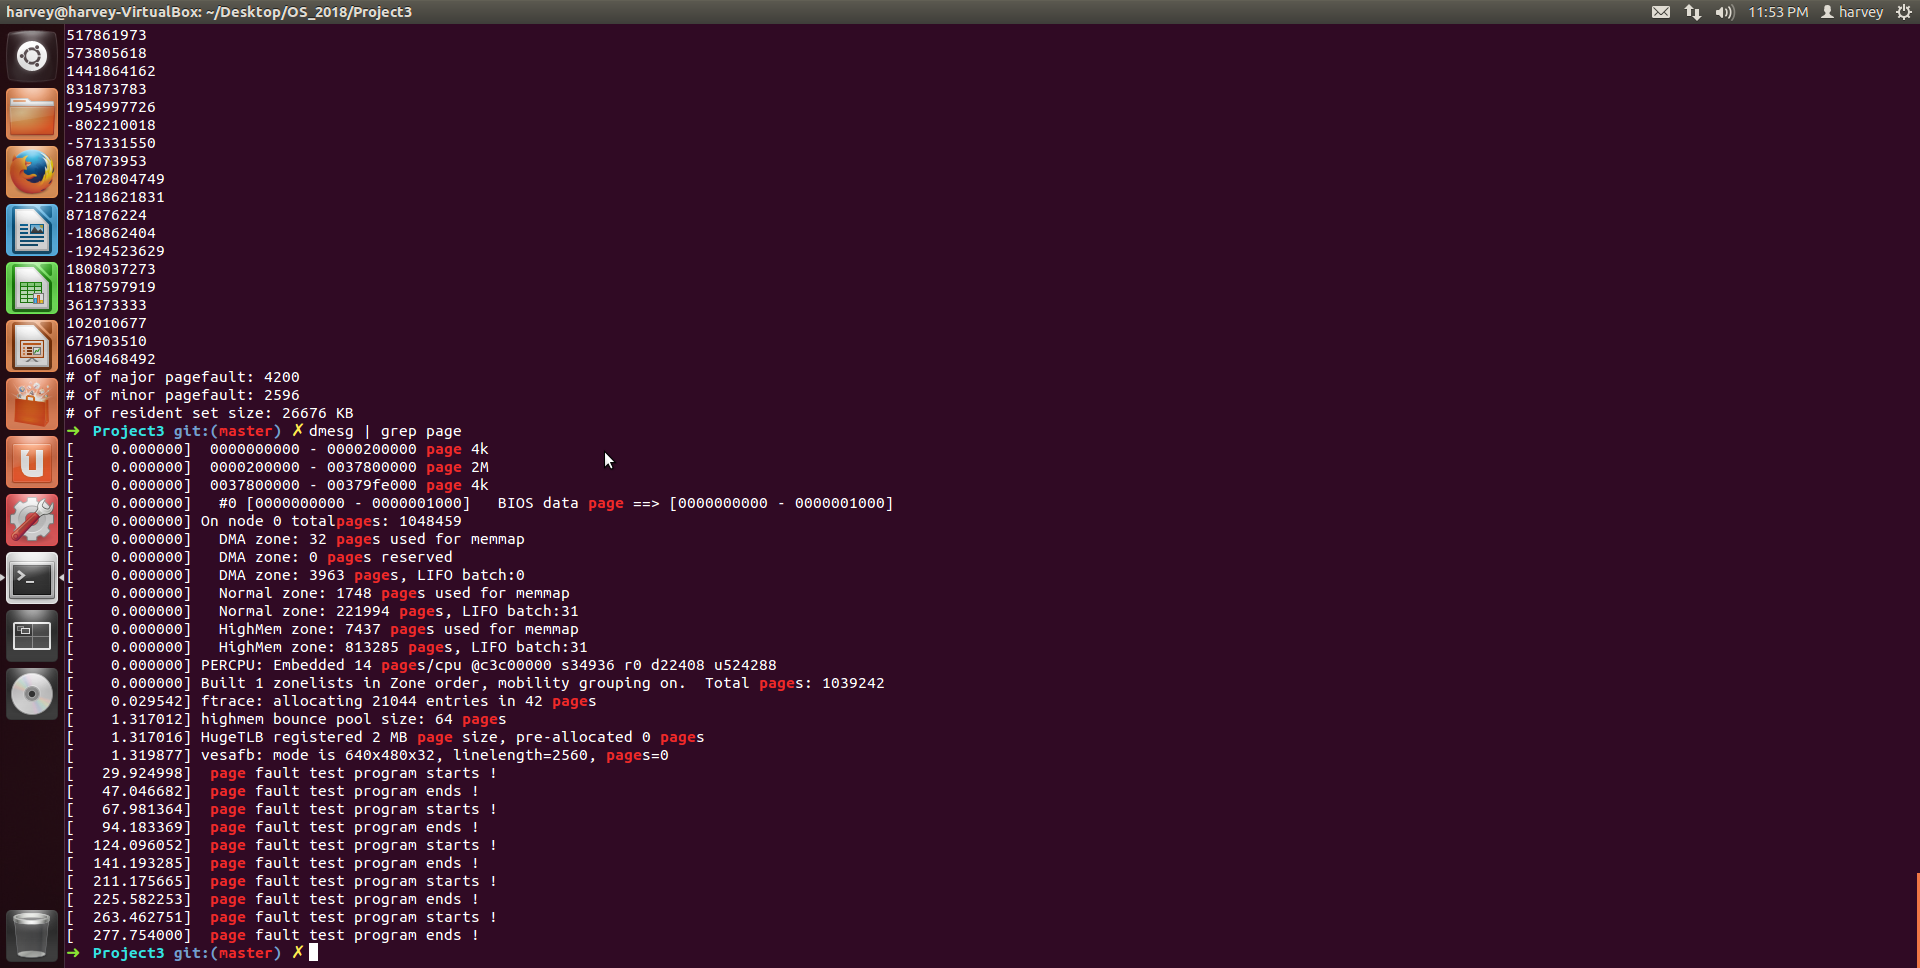 harvey@harvey-VirtualBox: ~/Desktop/OS_2018/Project3
11:53 PM
harvey
517861973
573805618
1441864162
831873783
1954997726
-802210018
-571331550
687073953
-1702804749
-2118621831
871876224
-186862404
-1924523629
1808037273
1187597919
361373333
102010677
671903510
1608468492
# of major pagefault: 4200
# of minor pagefault: 2596
# of resident set size: 26676 KB
➜  Project3 git:(master) ✗ dmesg | grep page
[    0.000000]  0000000000 - 0000200000 page 4k
[    0.000000]  0000200000 - 0037800000 page 2M
[    0.000000]  0037800000 - 00379fe000 page 4k
[    0.000000]   #0 [0000000000 - 0000001000]   BIOS data page ==> [0000000000 - 0000001000]
[    0.000000] On node 0 totalpages: 1048459
[    0.000000]   DMA zone: 32 pages used for memmap
[    0.000000]   DMA zone: 0 pages reserved
[    0.000000]   DMA zone: 3963 pages, LIFO batch:0
[    0.000000]   Normal zone: 1748 pages used for memmap
[    0.000000]   Normal zone: 221994 pages, LIFO batch:31
[    0.000000]   HighMem zone: 7437 pages used for memmap
[    0.000000]   HighMem zone: 813285 pages, LIFO batch:31
[    0.000000] PERCPU: Embedded 14 pages/cpu @c3c00000 s34936 r0 d22408 u524288
[    0.000000] Built 1 zonelists in Zone order, mobility grouping on.  Total pages: 1039242
[    0.029542] ftrace: allocating 21044 entries in 42 pages
[    1.317012] highmem bounce pool size: 64 pages
[    1.317016] HugeTLB registered 2 MB page size, pre-allocated 0 pages
[    1.319877] vesafb: mode is 640x480x32, linelength=2560, pages=0
[   29.924998]  page fault test program starts !
[   47.046682]  page fault test program ends !
[   67.981364]  page fault test program starts !
[   94.183369]  page fault test program ends !
[  124.096052]  page fault test program starts !
[  141.193285]  page fault test program ends !
[  211.175665]  page fault test program starts !
[  225.582253]  page fault test program ends !
[  263.462751]  page fault test program starts !
[  277.754000]  page fault test program ends !
➜  Project3 git:(master) ✗